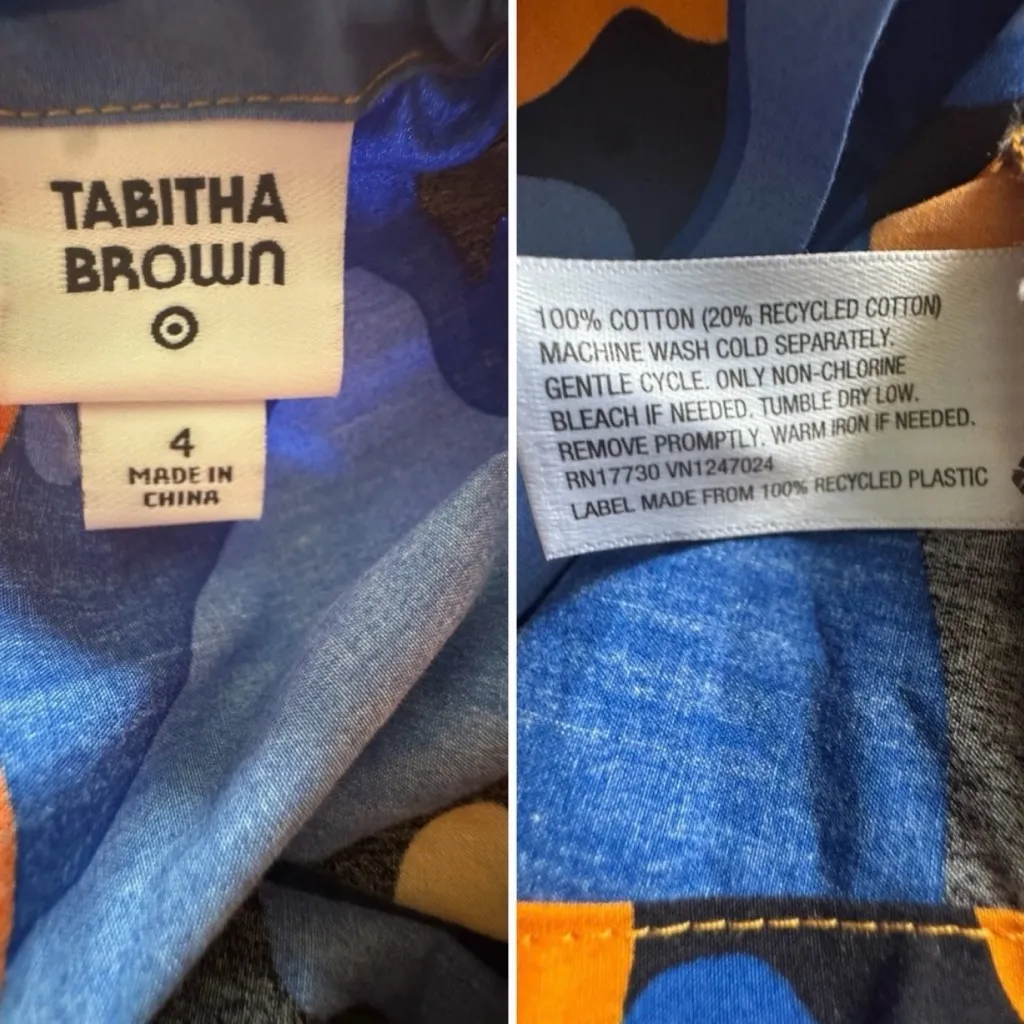 TABITHA
BROWN
4
MADE IN
CHINA
100% COTTON (20% RECYCLED COTTON)
MACHINE WASH COLD SEPARATELY.
GENTLE CYCLE. ONLY NON-CHLORINE
BLEACH IF NEEDED. TUMBLE DRY LOW.
REMOVE PROMPTLY. WARM IRON IF NEEDED.
RN17730 VN1247024
LABEL MADE FROM 100% RECYCLED PLASTIC